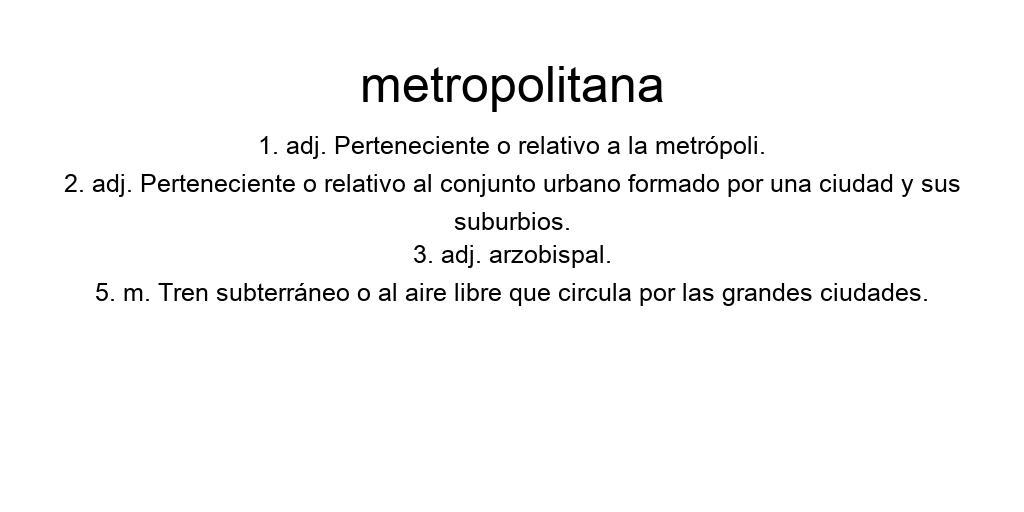 metropolitana
1. adj. Perteneciente o relativo a la metrópoli.
2. adj. Perteneciente o relativo al conjunto urbano formado por una ciudad y sus
suburbios.
3. adj. arzobispal.
5. m. Tren subterráneo o al aire libre que circula por las grandes ciudades.